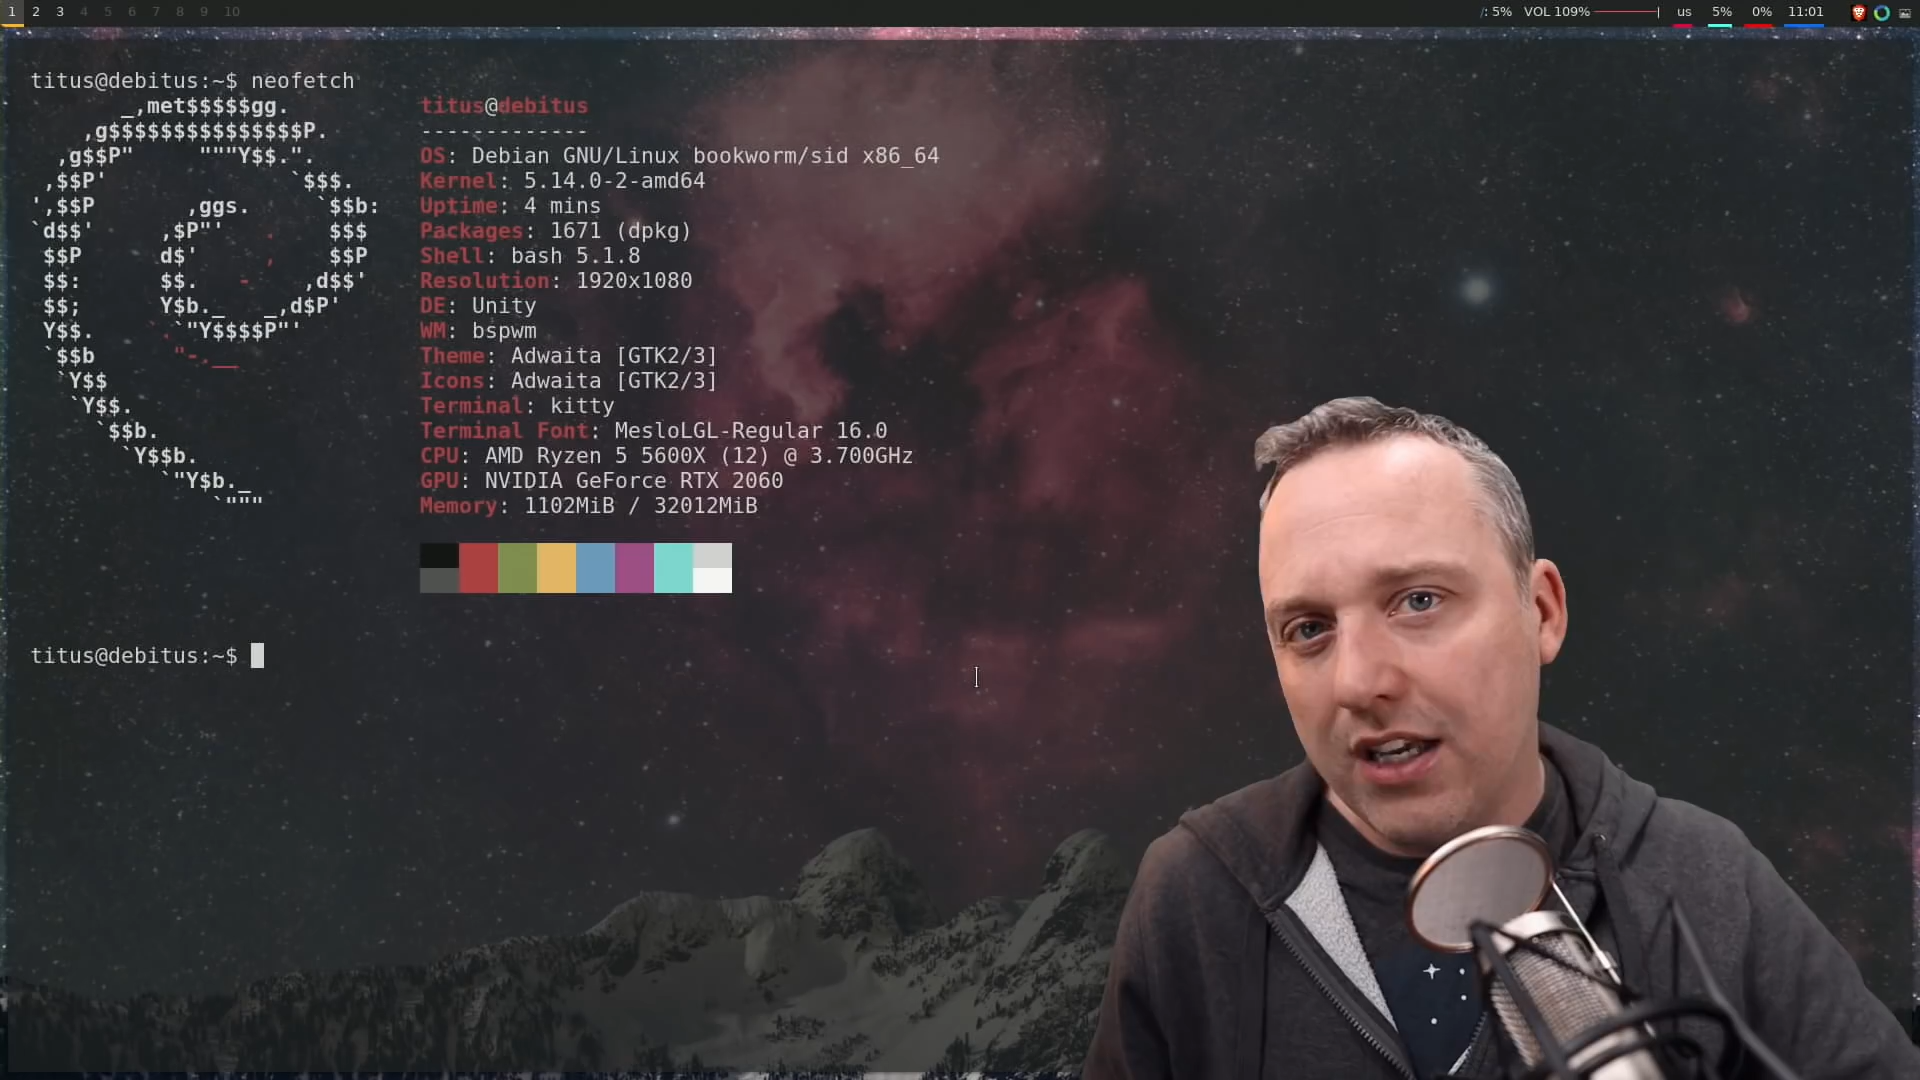 1 2 3 4 5 6 7 8 9 10
/: 5% VOL 109% us 5% 0% 11:01
titus@debitus:~$ neofetch
_,met$$$$$gg.
,g$$$$$$$$$$$$$$$P.
,g$$P"     """Y$$.".
,$$P'              `$$$.
',$$P       ,ggs.     `$$b:
`d$$'     ,$P"'   .    $$$
$$P      d$'     ,    $$P
$$:      $$.   -    ,d$$'
$$;      Y$b._   _,d$P'
Y$$.    `.`"Y$$$$P"'
`$$b      "-.__
`Y$$
`Y$$.
`$$b.
`Y$$b.
`"Y$b._
`"""
titus@debitus
-------------
OS: Debian GNU/Linux bookworm/sid x86_64
Kernel: 5.14.0-2-amd64
Uptime: 4 mins
Packages: 1671 (dpkg)
Shell: bash 5.1.8
Resolution: 1920x1080
DE: Unity
WM: bspwm
Theme: Adwaita [GTK2/3]
Icons: Adwaita [GTK2/3]
Terminal: kitty
Terminal Font: MesloLGL-Regular 16.0
CPU: AMD Ryzen 5 5600X (12) @ 3.700GHz
GPU: NVIDIA GeForce RTX 2060
Memory: 1102MiB / 32012MiB
titus@debitus:~$